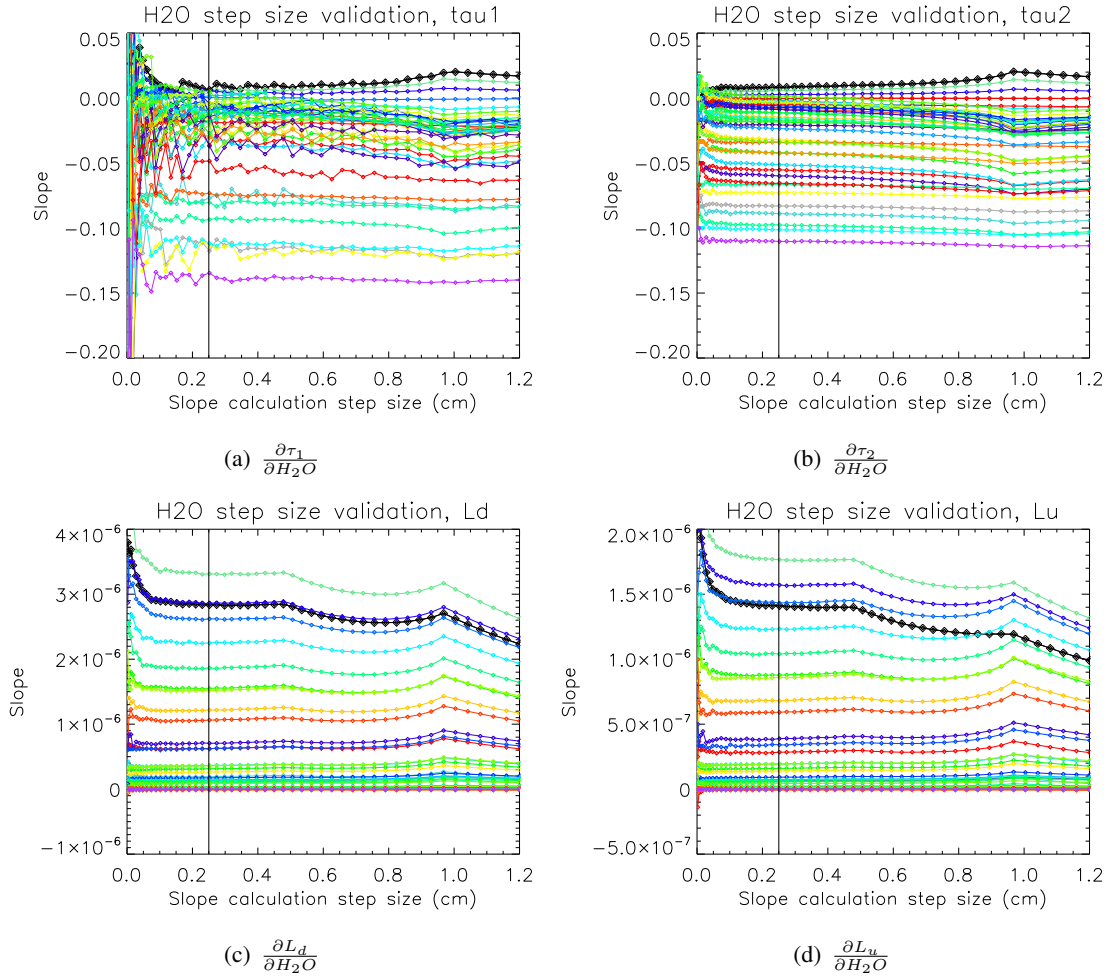 H2O step size validation, tau1
0.05
0.00
−0.05
−0.10
−0.15
−0.20
Slope
0.0 0.2 0.4 0.6 0.8 1.0 1.2
Slope calculation step size (cm)
(a) ∂τ₁/∂H₂O
H2O step size validation, tau2
0.05
0.00
−0.05
−0.10
−0.15
−0.20
Slope
0.0 0.2 0.4 0.6 0.8 1.0 1.2
Slope calculation step size (cm)
(b) ∂τ₂/∂H₂O
H2O step size validation, Ld
4×10⁻⁶
3×10⁻⁶
2×10⁻⁶
1×10⁻⁶
0
−1×10⁻⁶
Slope
0.0 0.2 0.4 0.6 0.8 1.0 1.2
Slope calculation step size (cm)
(c) ∂L_d/∂H₂O
H2O step size validation, Lu
2.0×10⁻⁶
1.5×10⁻⁶
1.0×10⁻⁶
5.0×10⁻⁷
0
−5.0×10⁻⁷
Slope
0.0 0.2 0.4 0.6 0.8 1.0 1.2
Slope calculation step size (cm)
(d) ∂L_u/∂H₂O